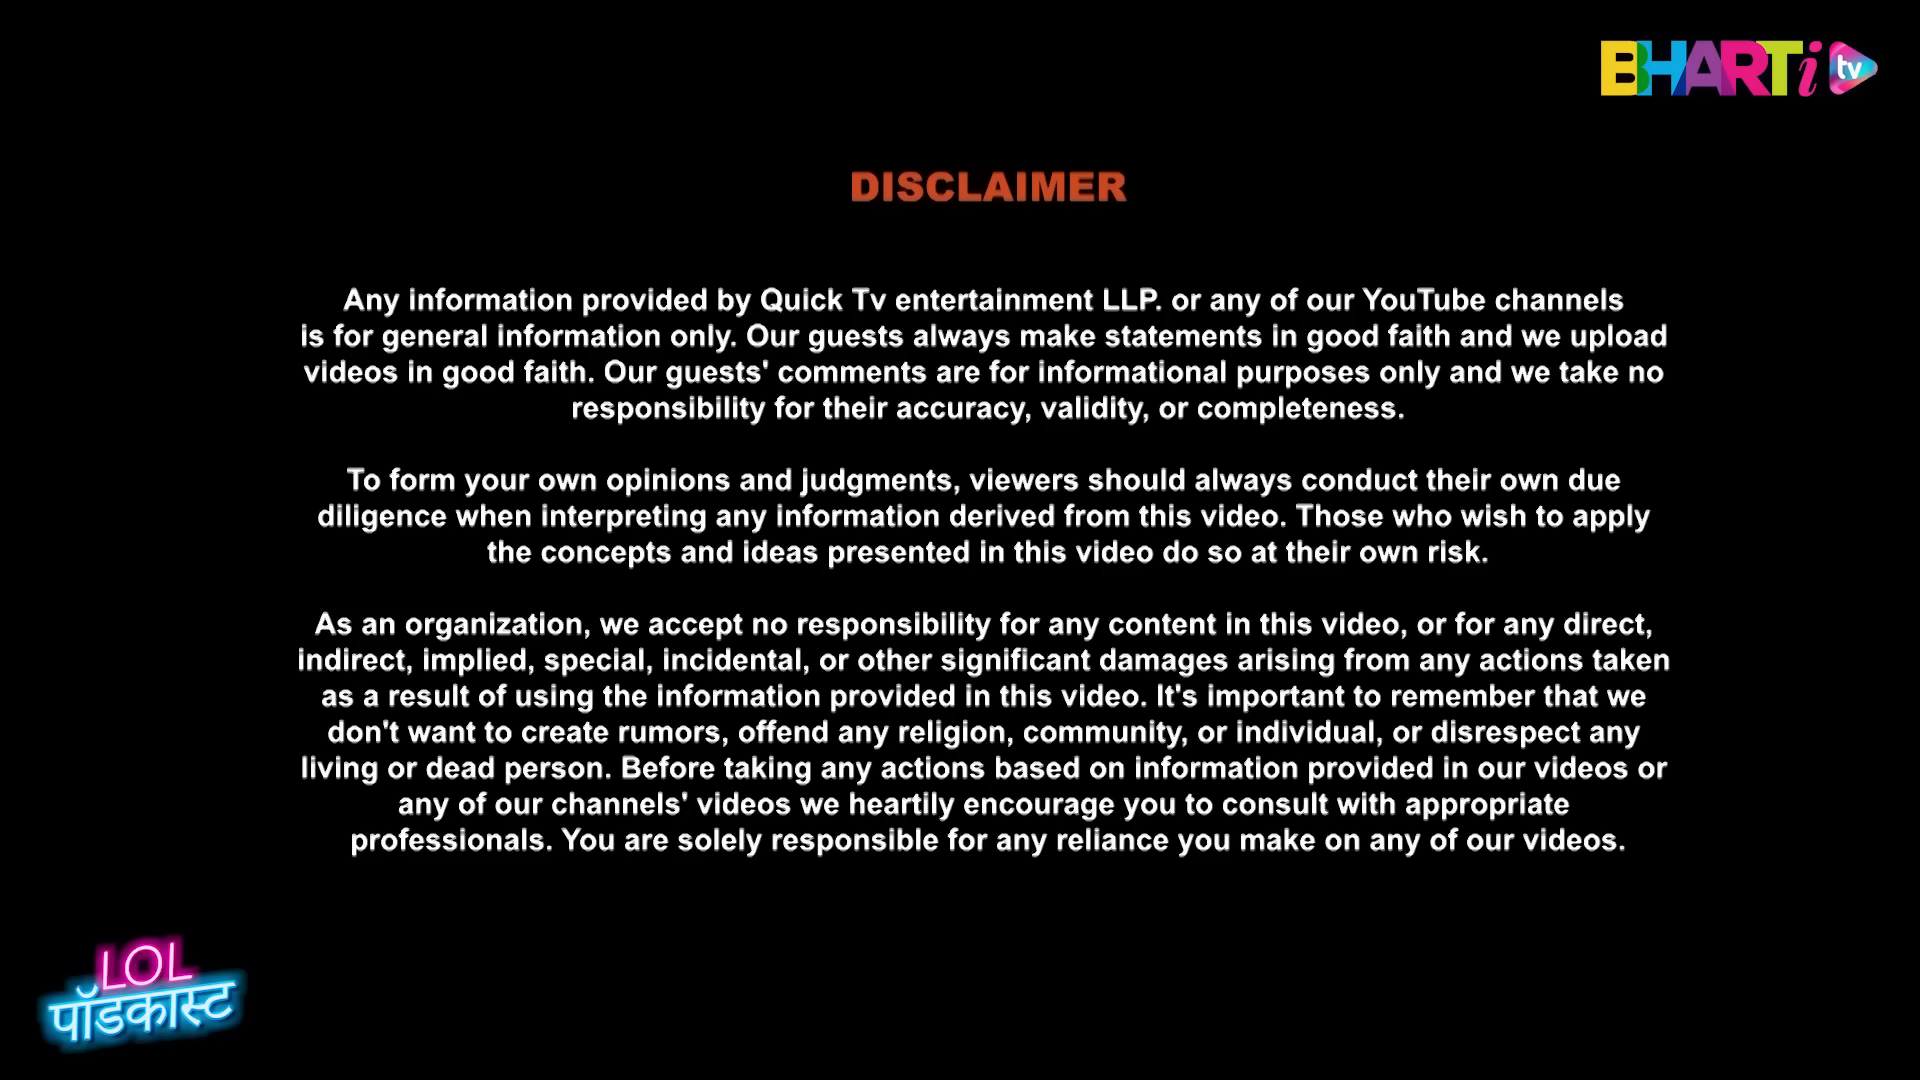 BHARTi tv
DISCLAIMER
Any information provided by Quick Tv entertainment LLP. or any of our YouTube channels
is for general information only. Our guests always make statements in good faith and we upload
videos in good faith. Our guests' comments are for informational purposes only and we take no
responsibility for their accuracy, validity, or completeness.
To form your own opinions and judgments, viewers should always conduct their own due
diligence when interpreting any information derived from this video. Those who wish to apply
the concepts and ideas presented in this video do so at their own risk.
As an organization, we accept no responsibility for any content in this video, or for any direct,
indirect, implied, special, incidental, or other significant damages arising from any actions taken
as a result of using the information provided in this video. It's important to remember that we
don't want to create rumors, offend any religion, community, or individual, or disrespect any
living or dead person. Before taking any actions based on information provided in our videos or
any of our channels' videos we heartily encourage you to consult with appropriate
professionals. You are solely responsible for any reliance you make on any of our videos.
LOL
पॉडकास्ट